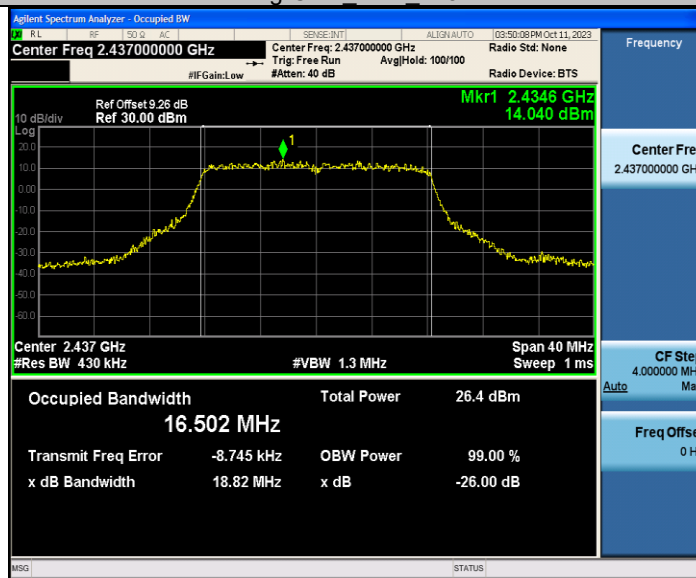 Agilent Spectrum Analyzer - Occupied BW
RL RF 50 Ω AC SENSE:INT ALIGN AUTO 03:50:08 PM Oct 11, 2023
Center Freq 2.437000000 GHz Center Freq: 2.437000000 GHz Radio Std: None Frequency
Trig: Free Run Avg|Hold: 100/100
#IFGain:Low #Atten: 40 dB Radio Device: BTS
Ref Offset 9.26 dB Mkr1 2.4346 GHz
10 dB/div Ref 30.00 dBm 14.040 dBm
Log
1
20.0
10.0
0.00
-10.0
-20.0
-30.0
-40.0
-50.0
-60.0
Center Fre
2.437000000 GH
Center 2.437 GHz Span 40 MHz
#Res BW 430 kHz #VBW 1.3 MHz Sweep 1 ms
CF Ste
4.000000 MH
Auto Ma
Occupied Bandwidth Total Power 26.4 dBm
16.502 MHz
Freq Offse
0 H
Transmit Freq Error -8.745 kHz OBW Power 99.00 %
x dB Bandwidth 18.82 MHz x dB -26.00 dB
MSG STATUS